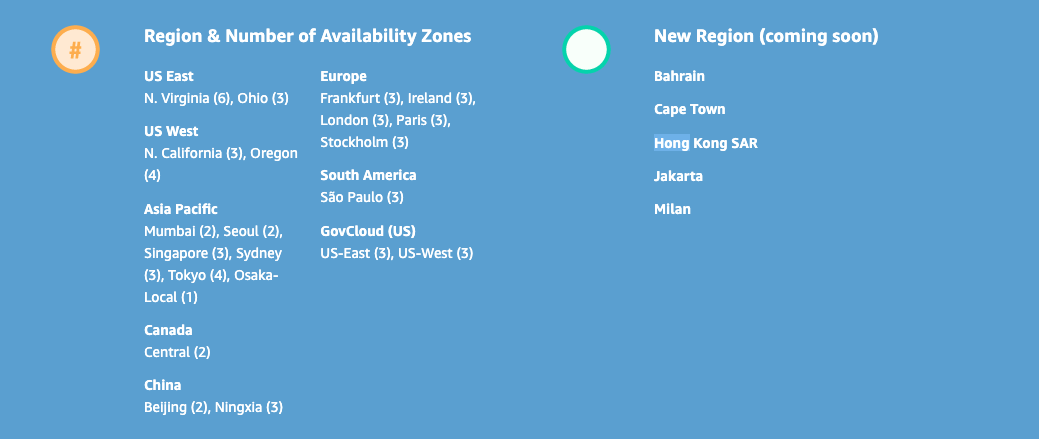 #
Region & Number of Availability Zones
US East
N. Virginia (6), Ohio (3)
US West
N. California (3), Oregon
(4)
Asia Pacific
Mumbai (2), Seoul (2),
Singapore (3), Sydney
(3), Tokyo (4), Osaka-
Local (1)
Canada
Central (2)
China
Beijing (2), Ningxia (3)
Europe
Frankfurt (3), Ireland (3),
London (3), Paris (3),
Stockholm (3)
South America
São Paulo (3)
GovCloud (US)
US-East (3), US-West (3)
New Region (coming soon)
Bahrain
Cape Town
Hong Kong SAR
Jakarta
Milan